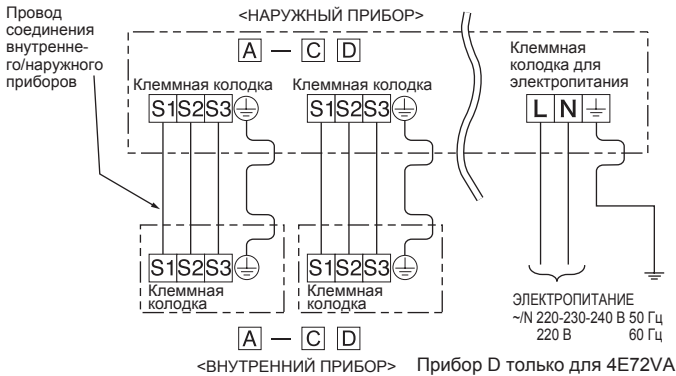 Провод
соединения
внутренне-
го/наружного
приборов
<НАРУЖНЫЙ ПРИБОР>
A — C D
Клеммная колодка
S1 S2 S3
Клеммная колодка
S1 S2 S3
Клеммная
колодка для
электропитания
L N
S1 S2 S3
Клеммная
колодка
S1 S2 S3
Клеммная
колодка
A — C D
<ВНУТРЕННИЙ ПРИБОР>
ЭЛЕКТРОПИТАНИЕ
~/N 220-230-240 В 50 Гц
220 В 60 Гц
Прибор D только для 4E72VA